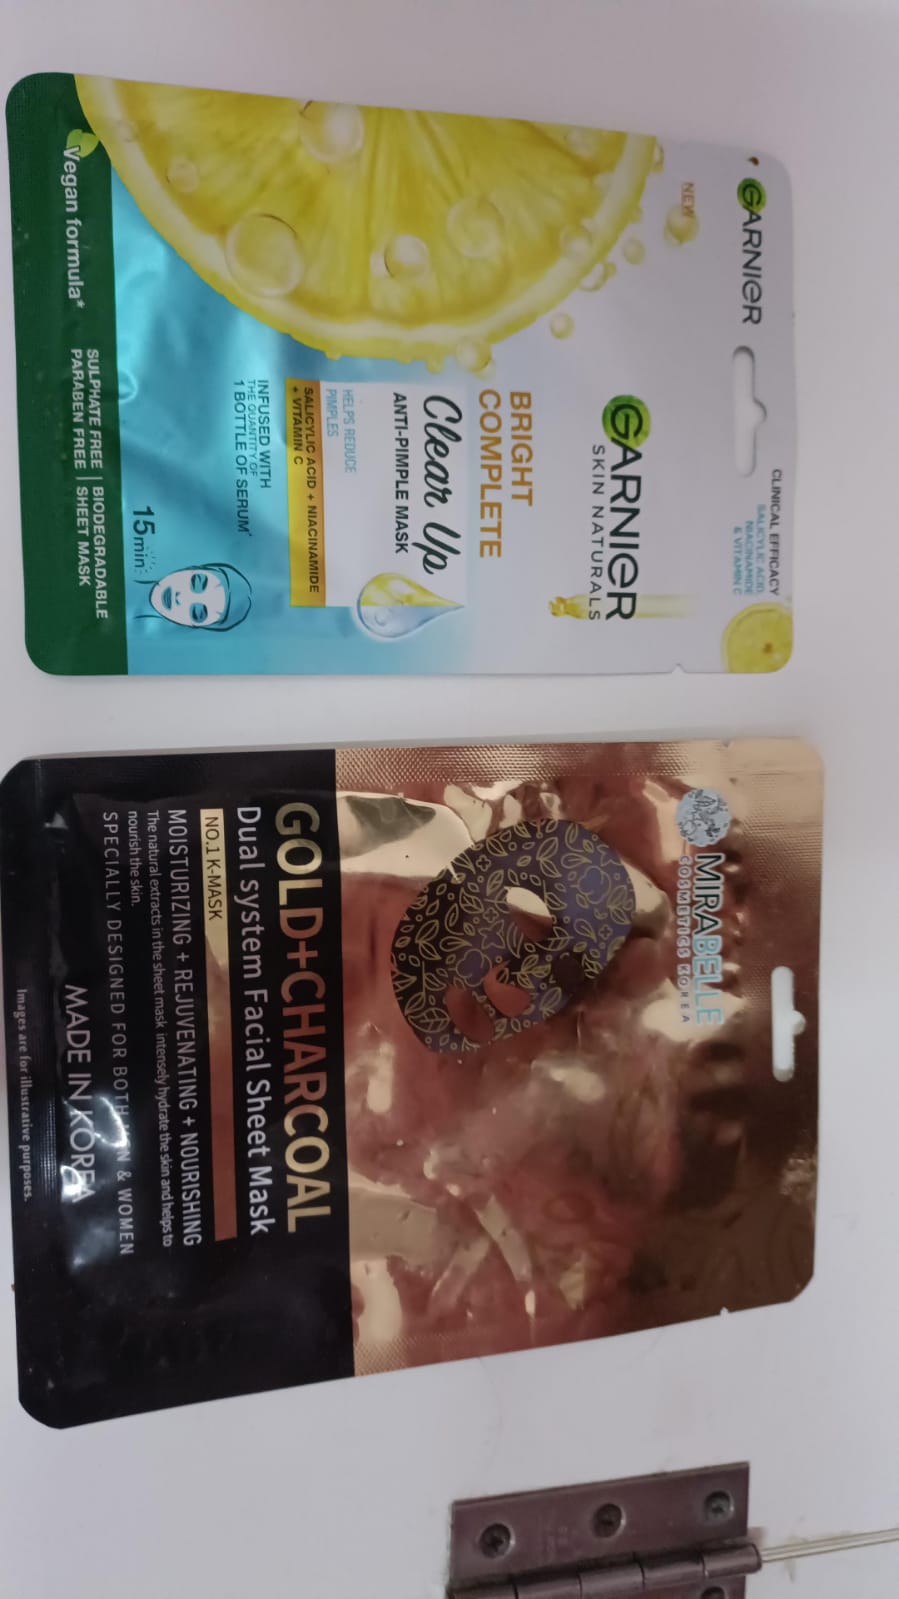 GARNIER
CLINICAL EFFICACY
SALICYLIC ACID
NIACINAMIDE
& VITAMIN C
NEW
GARNIER
SKIN NATURALS
BRIGHT
COMPLETE
Clear Up
ANTI-PIMPLE MASK
HELPS REDUCE
PIMPLES
SALICYLIC ACID + NIACINAMIDE
+ VITAMIN C
INFUSED WITH
THE QUANTITY OF
1 BOTTLE OF SERUM*
15min
Vegan formula*
SULPHATE FREE | BIODEGRADABLE
PARABEN FREE | SHEET MASK
MIRABELLE
COSMETICS KOREA
GOLD+CHARCOAL
Dual system Facial Sheet Mask
NO.1 K-MASK
MOISTURIZING + REJUVENATING + NOURISHING
The natural extracts in the sheet mask intensely hydrate the skin and helps to
nourish the skin.
SPECIALLY DESIGNED FOR BOTH MEN & WOMEN
MADE IN KOREA
Images are for illustrative purposes.